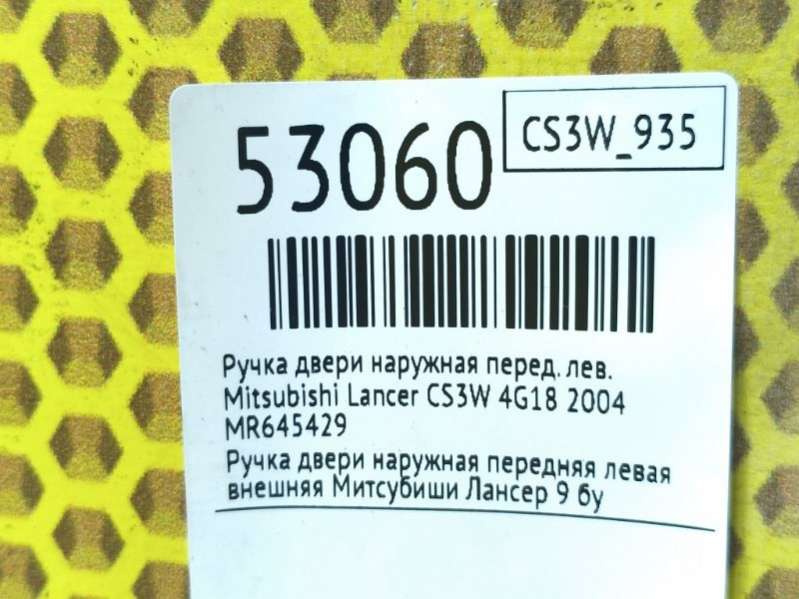 53060
CS3W_935
Ручка двери наружная перед. лев.
Mitsubishi Lancer CS3W 4G18 2004
MR645429
Ручка двери наружная передняя левая
внешняя Митсубиши Лансер 9 бу